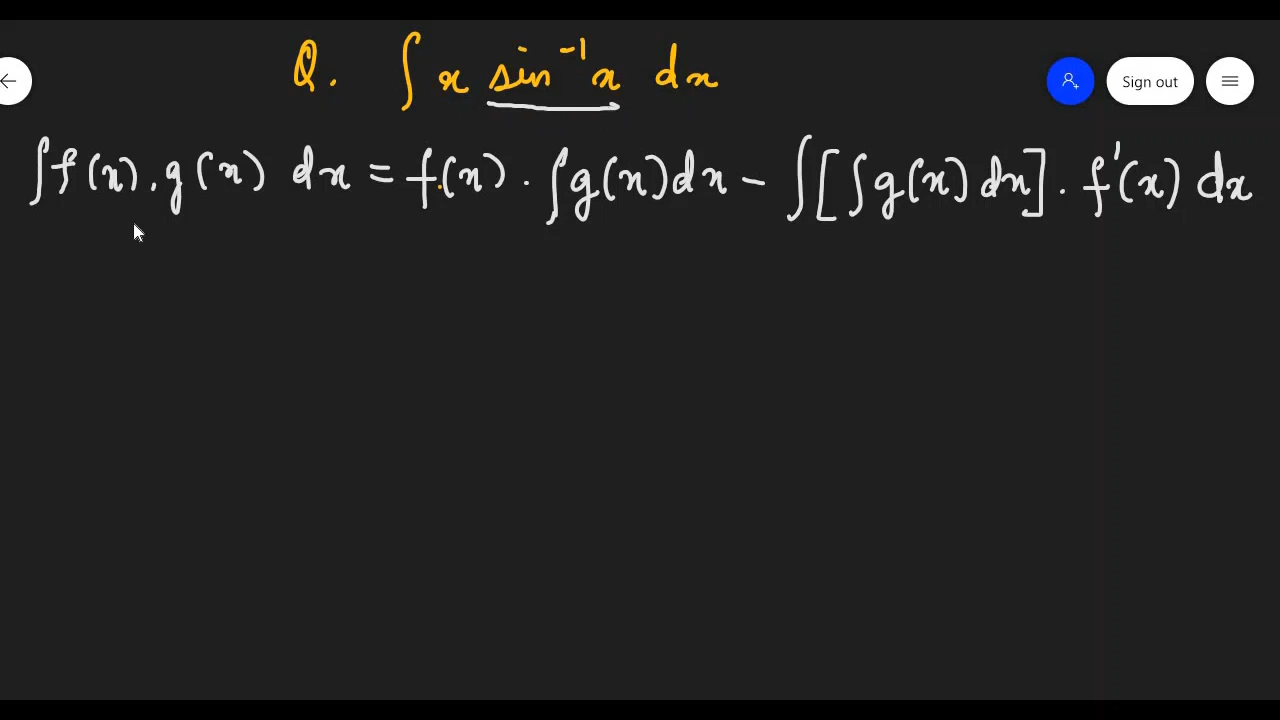 Q. ∫ x sin⁻¹x dx
Sign out
∫f(x).g(x) dx = f(x) . ∫g(x)dx - ∫[∫g(x) dx] . f'(x) dx